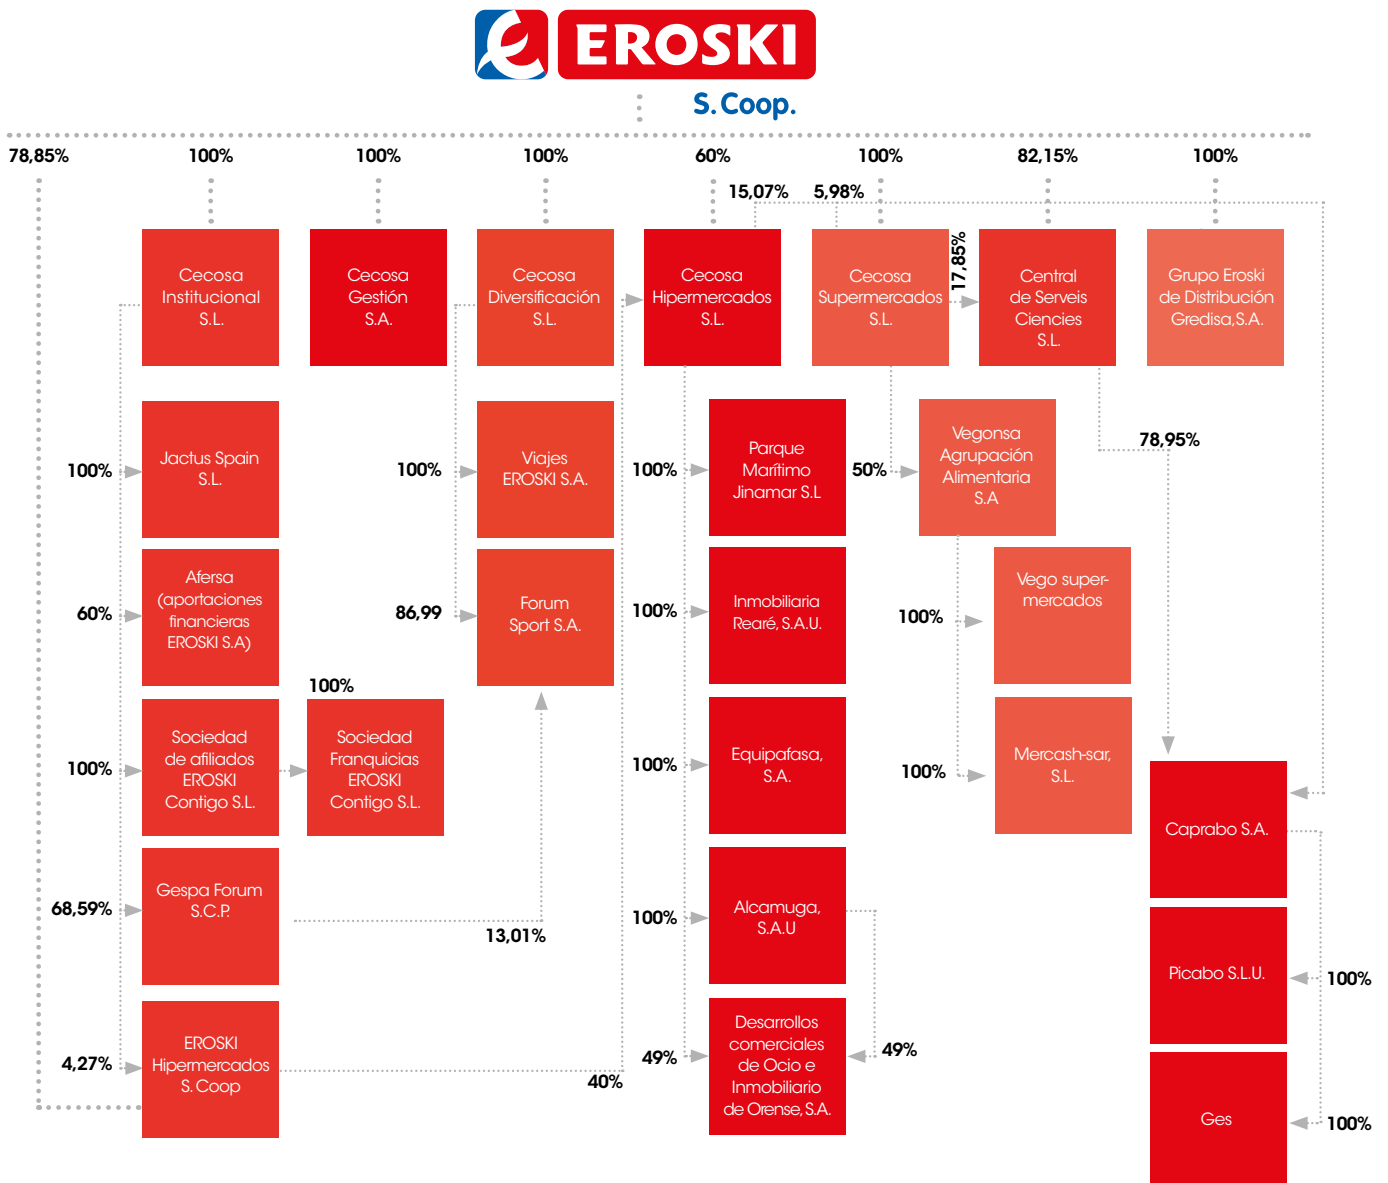 EROSKI
S. Coop.
78,85%
100%
100%
100%
60%
100%
82,15%
100%
15,07%
5,98%
Cecosa
Institucional
S.L.
Cecosa
Gestión
S.A.
Cecosa
Diversificación
S.L.
Cecosa
Hipermercados
S.L.
Cecosa
Supermercados
S.L.
17,85%
Central
de Serveis
Ciencies
S.L.
Grupo Eroski
de Distribución
Gredisa, S.A.
100%
Jactus Spain
S.L.
100%
Viajes
EROSKI S.A.
100%
Parque
Marítimo
Jinamar S.L
50%
Vegonsa
Agrupación
Alimentaria
S.A
78,95%
60%
Afersa
(aportaciones
financieras
EROSKI S.A)
86,99
Forum
Sport S.A.
100%
Inmobiliaria
Rearé, S.A.U.
100%
Vego super-
mercados
100%
Sociedad
de afiliados
EROSKI
Contigo S.L.
100%
Sociedad
Franquicias
EROSKI
Contigo S.L.
100%
Equipafasa,
S.A.
100%
Mercash-sar,
S.L.
Caprabo S.A.
68,59%
Gespa Forum
S.C.P.
13,01%
100%
Alcamuga,
S.A.U
Picabo S.L.U.
100%
4,27%
EROSKI
Hipermercados
S. Coop
40%
49%
Desarrollos
comerciales
de Ocio e
Inmobiliario
de Orense, S.A.
49%
Ges
100%